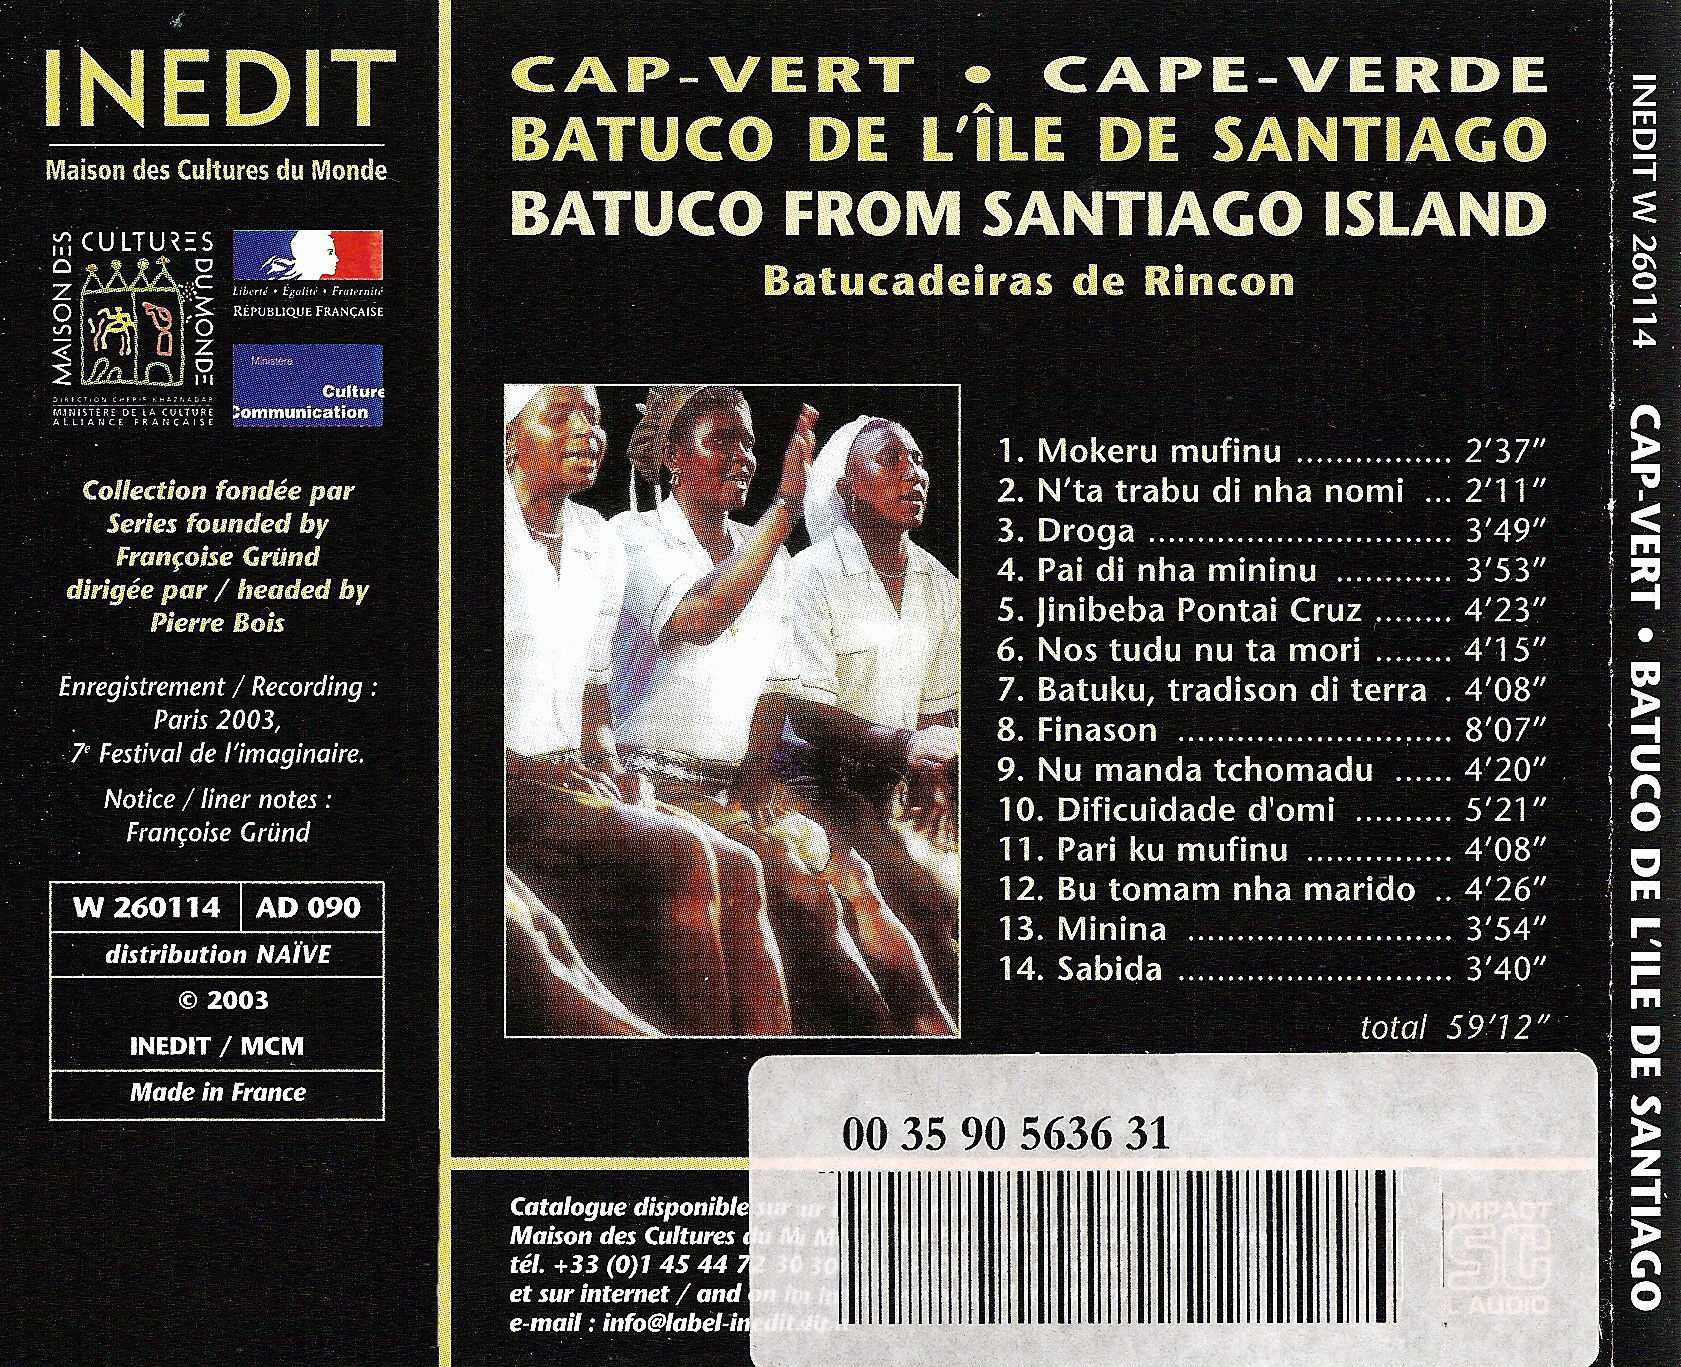 INEDIT
Maison des Cultures du Monde
MAISON DES CULTURES DU MONDE
DIRECTION CHERIF KHAZNADAR
MINISTÈRE DE LA CULTURE
ALLIANCE FRANÇAISE
Liberté • Égalité • Fraternité
RÉPUBLIQUE FRANÇAISE
Ministère
Culture
Communication
Collection fondée par
Series founded by
Françoise Gründ
dirigée par / headed by
Pierre Bois
Enregistrement / Recording :
Paris 2003,
7e Festival de l'imaginaire.
Notice / liner notes :
Françoise Gründ
W 260114 AD 090
distribution NAÏVE
© 2003
INEDIT / MCM
Made in France
CAP-VERT • CAPE-VERDE
BATUCO DE L'ÎLE DE SANTIAGO
BATUCO FROM SANTIAGO ISLAND
Batucadeiras de Rincon
1. Mokeru mufinu ................ 2'37"
2. N'ta trabu di nha nomi ... 2'11"
3. Droga ............................... 3'49"
4. Pai di nha mininu ............ 3'53"
5. Jinibeba Pontai Cruz ........ 4'23"
6. Nos tudu nu ta mori ........ 4'15"
7. Batuku, tradison di terra . 4'08"
8. Finason ............................ 8'07"
9. Nu manda tchomadu ...... 4'20"
10. Dificuidade d'omi .......... 5'21"
11. Pari ku mufinu ............... 4'08"
12. Bu tomam nha marido .. 4'26"
13. Minina ........................... 3'54"
14. Sabida ............................ 3'40"
total 59'12"
00 35 90 5636 31
Catalogue disponible sur
Maison des Cultures du M
tél. +33 (0)1 45 44 72 30
et sur internet / and on
e-mail : info@label-inedit
INEDIT W 260114 CAP-VERT • BATUCO DE L'ILE DE SANTIAGO